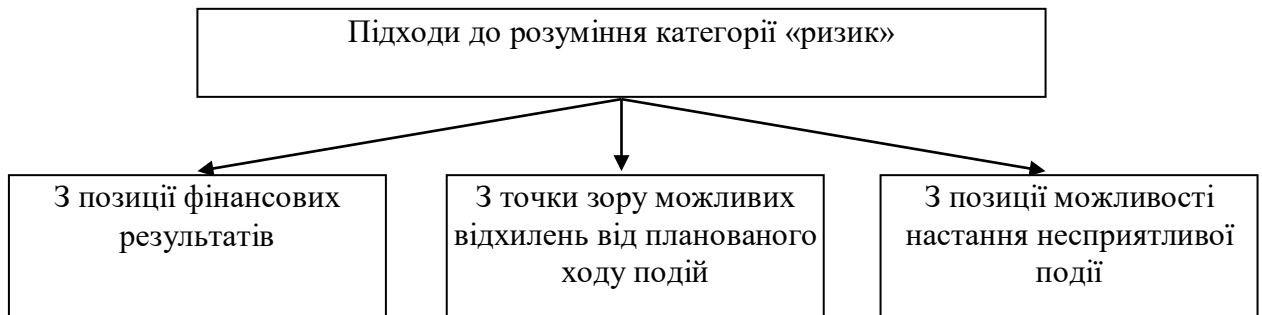 Підходи до розуміння категорії «ризик»
З позиції фінансових
результатів
З точки зору можливих
відхилень від планованого
ходу подій
З позиції можливості
настання несприятливої
події